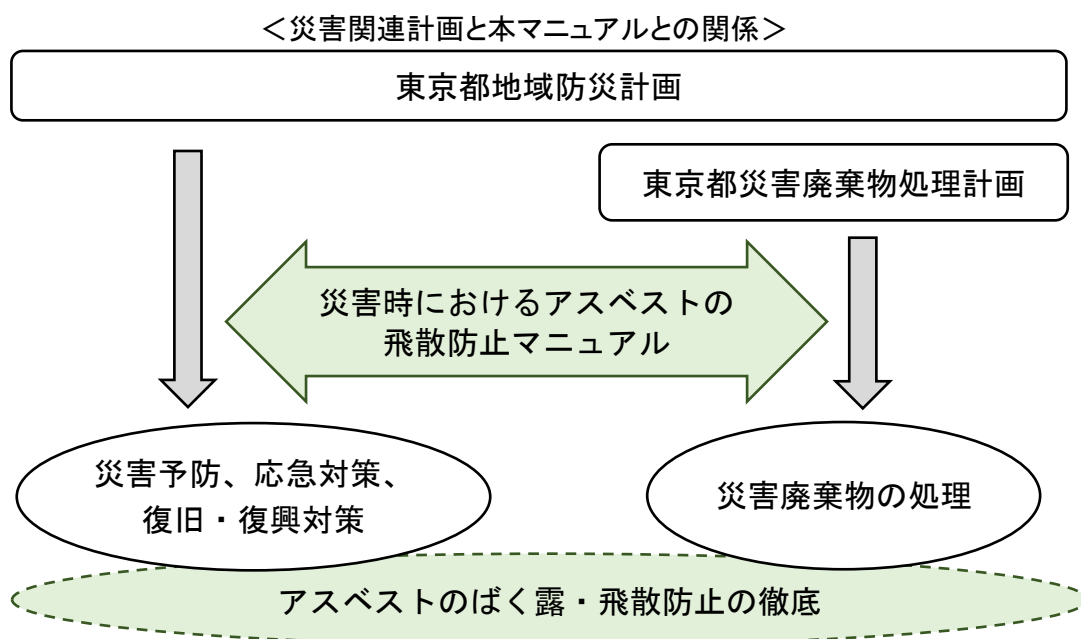 ＜災害関連計画と本マニュアルとの関係＞
東京都地域防災計画
東京都災害廃棄物処理計画
災害時におけるアスベストの
飛散防止マニュアル
災害予防、応急対策、
復旧・復興対策
災害廃棄物の処理
アスベストのばく露・飛散防止の徹底